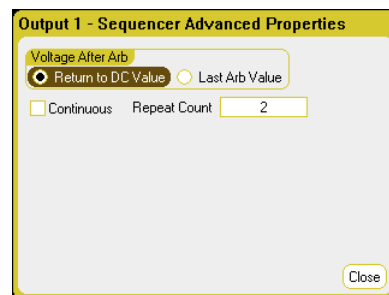 Output 1 - Sequencer Advanced Properties
Voltage After Arb
Return to DC Value Last Arb Value
Continuous Repeat Count 2
Close